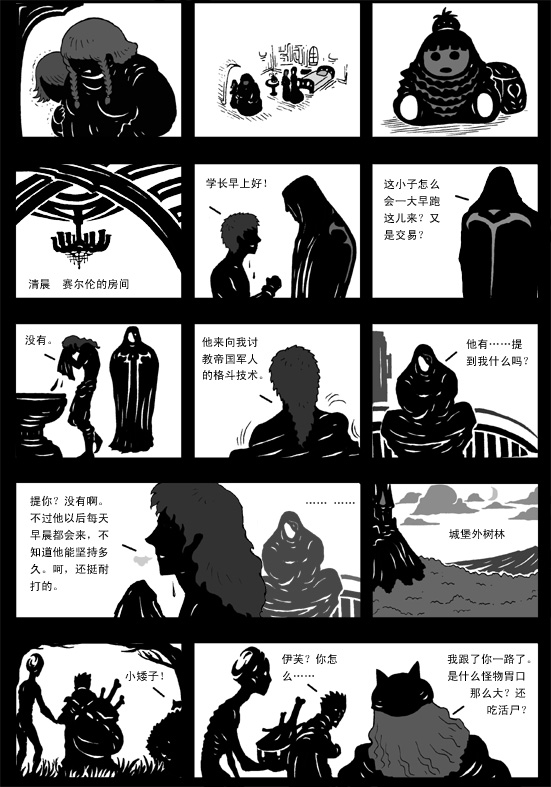 清晨　赛尔伦的房间
学长早上好！
这小子怎么
会一大早跑
这儿来？又
是交易？
没有。
他来向我讨
教帝国军人
的格斗技术。
他有……提
到我什么吗？
提你？没有啊。
不过他以后每天
早晨都会来，不
知道他能坚持多
久。呵，还挺耐
打的。
…… ……
城堡外树林
小矮子！
伊芙？你怎
么……
我跟了你一路了。
是什么怪物胃口
那么大？还
吃活尸？